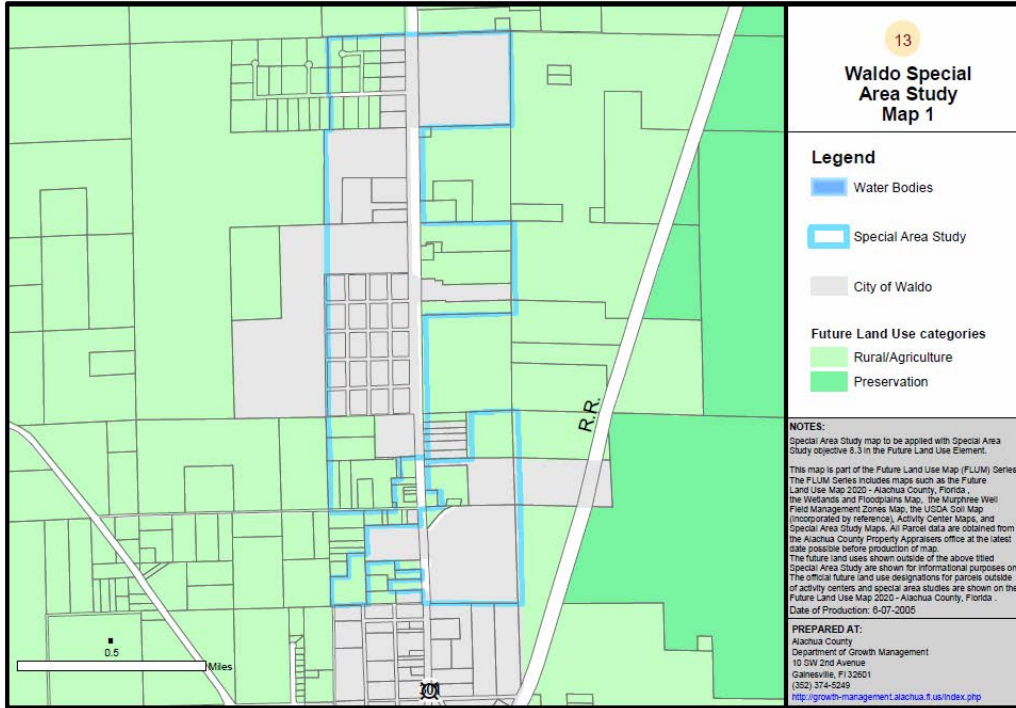 13
Waldo Special
Area Study
Map 1
Legend
Water Bodies
Special Area Study
City of Waldo
Future Land Use categories
Rural/Agriculture
Preservation
NOTES:
Special Area Study map to be applied with Special Area
Study objective 8.3 in the Future Land Use Element.
This map is part of the Future Land Use Map (FLUM) Series
The FLUM Series includes maps such as the Future
Land Use Map 2020 - Alachua County, Florida ,
the Wetlands and Floodplains Map, the Murphree Well
Field Management Zones Map, the USDA Soil Map
(incorporated by reference), Activity Center Maps, and
Special Area Study Maps. All Parcel data are obtained from
the Alachua County Property Appraisers office at the latest
date possible before production of map.
The future land uses shown outside of the above titled
Special Area Study are shown for informational purposes on
The official future land use designations for parcels outside
of activity centers and special area studies are shown on the
Future Land Use Map 2020 - Alachua County, Florida .
Date of Production: 6-07-2005
PREPARED AT:
Alachua County
Department of Growth Management
10 SW 2nd Avenue
Gainesville, Fl 32601
(352) 374-5249
http://growth-management.alachua.fl.us/index.php
R.R.
0.5
Miles